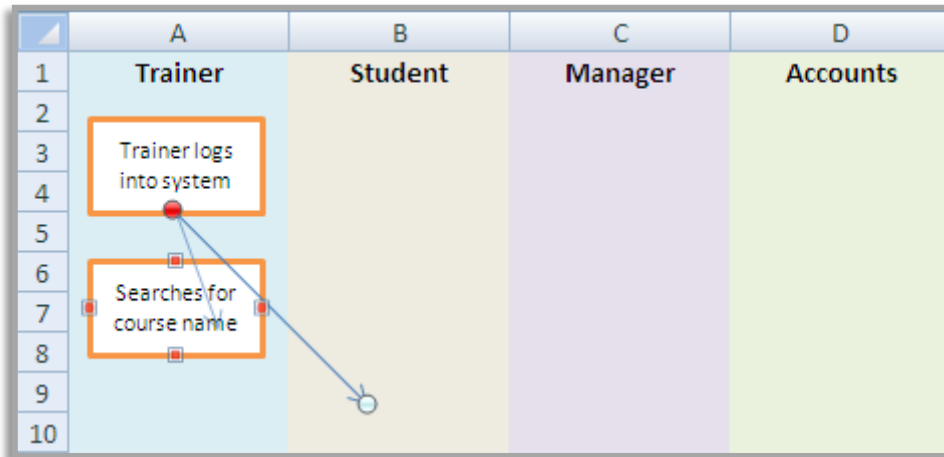 A B C D
1 Trainer Student Manager Accounts
2
3 Trainer logs
4 into system
5
6
7 Searches for
course name
8
9
10